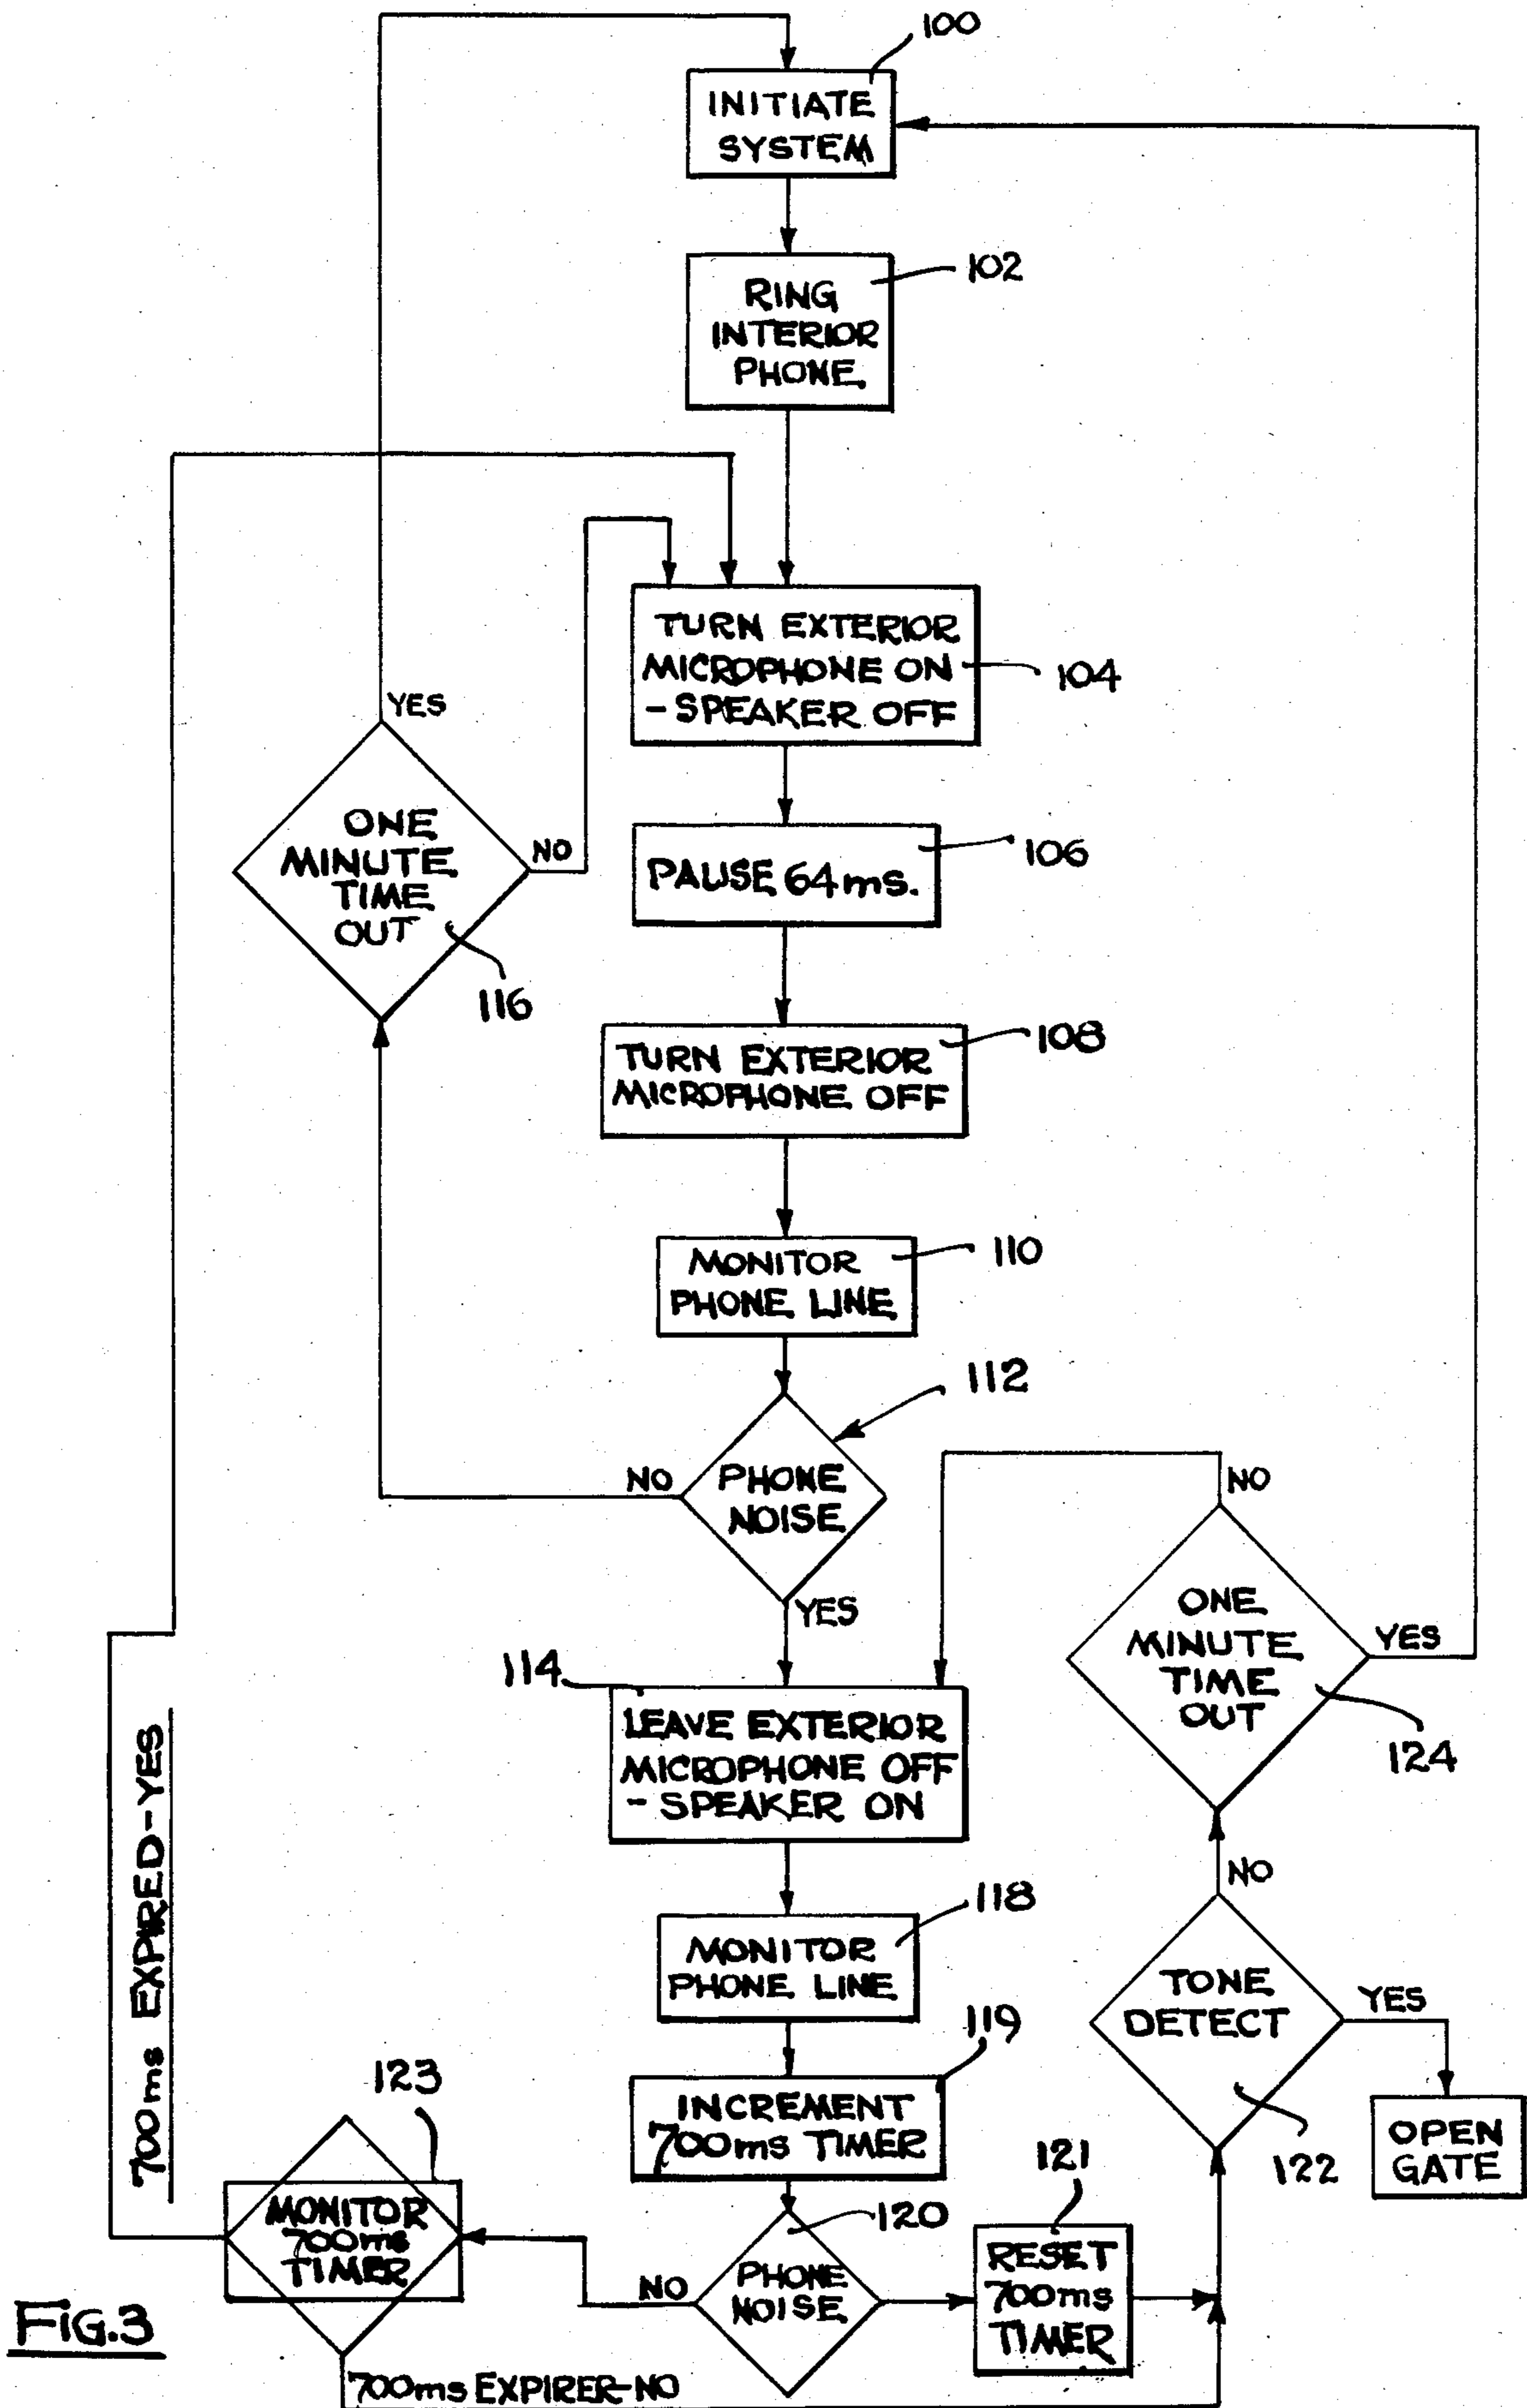 100
INITIATE
SYSTEM
102
RING
INTERIOR
PHONE
TURN EXTERIOR
MICROPHONE ON
- SPEAKER OFF
104
YES
ONE
MINUTE
TIME
OUT
NO
116
PAUSE 64ms.
106
TURN EXTERIOR
MICROPHONE OFF
108
MONITOR
PHONE LINE
110
112
NO
PHONE
NOISE
YES
NO
ONE
MINUTE
TIME
OUT
YES
124
114
LEAVE EXTERIOR
MICROPHONE OFF
- SPEAKER ON
700ms EXPIRED-YES
NO
118
MONITOR
PHONE LINE
TONE
DETECT
YES
122
OPEN
GATE
119
INCREMENT
700ms TIMER
123
MONITOR
700ms
TIMER
120
NO
PHONE
NOISE
121
RESET
700ms
TIMER
700ms EXPIRER-NO
FIG.3